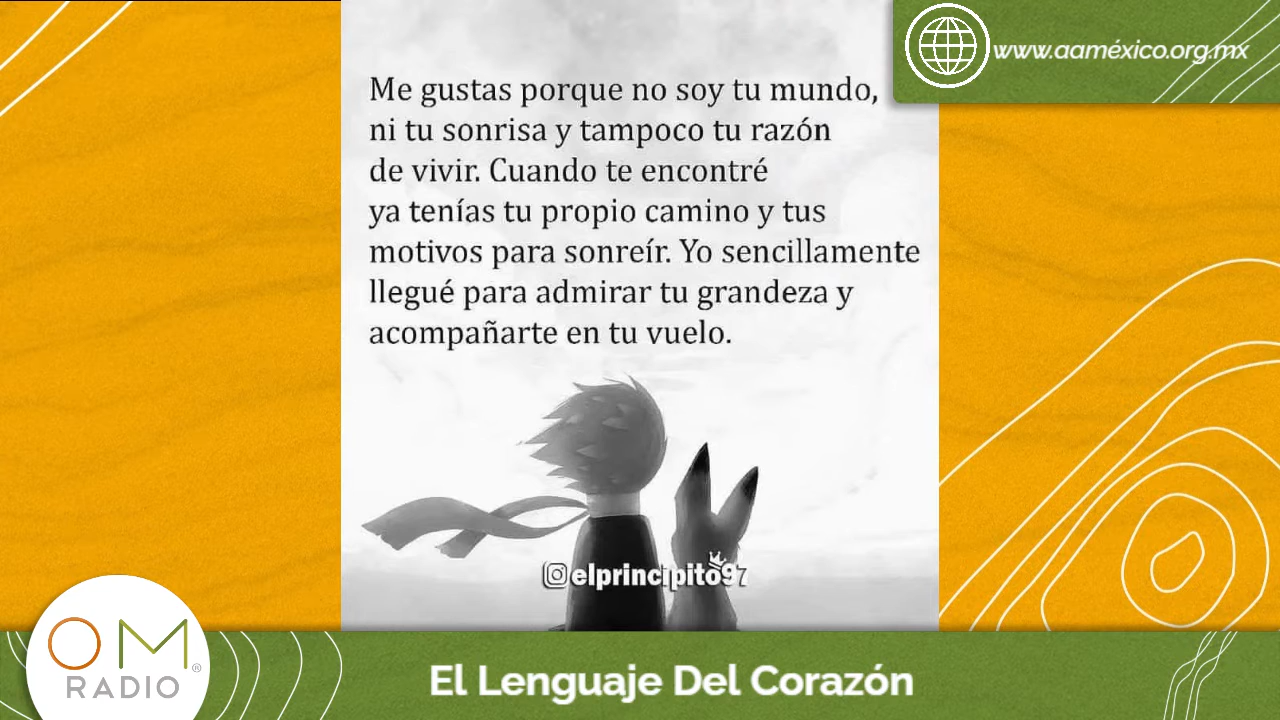 www.aaméxico.org.mx
Me gustas porque no soy tu mundo,
ni tu sonrisa y tampoco tu razón
de vivir. Cuando te encontré
ya tenías tu propio camino y tus
motivos para sonreír. Yo sencillamente
llegué para admirar tu grandeza y
acompañarte en tu vuelo.
elprincipito97
OM
RADIO®
El Lenguaje Del Corazón